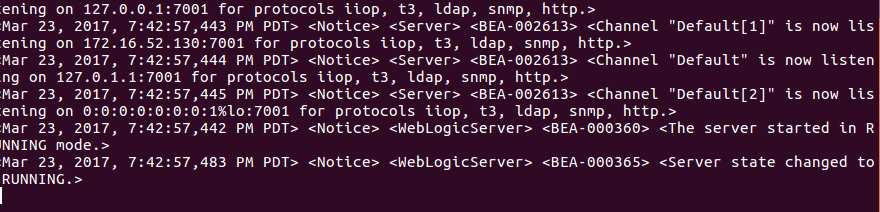 tening on 127.0.0.1:7001 for protocols iiop, t3, ldap, snmp, http.>
<Mar 23, 2017, 7:42:57,443 PM PDT> <Notice> <Server> <BEA-002613> <Channel "Default[1]" is now lis
tening on 172.16.52.130:7001 for protocols iiop, t3, ldap, snmp, http.>
<Mar 23, 2017, 7:42:57,444 PM PDT> <Notice> <Server> <BEA-002613> <Channel "Default" is now listen
ing on 127.0.1.1:7001 for protocols iiop, t3, ldap, snmp, http.>
<Mar 23, 2017, 7:42:57,445 PM PDT> <Notice> <Server> <BEA-002613> <Channel "Default[2]" is now lis
tening on 0:0:0:0:0:0:0:1%lo:7001 for protocols iiop, t3, ldap, snmp, http.>
<Mar 23, 2017, 7:42:57,442 PM PDT> <Notice> <WebLogicServer> <BEA-000360> <The server started in R
UNNING mode.>
<Mar 23, 2017, 7:42:57,483 PM PDT> <Notice> <WebLogicServer> <BEA-000365> <Server state changed to
RUNNING.>